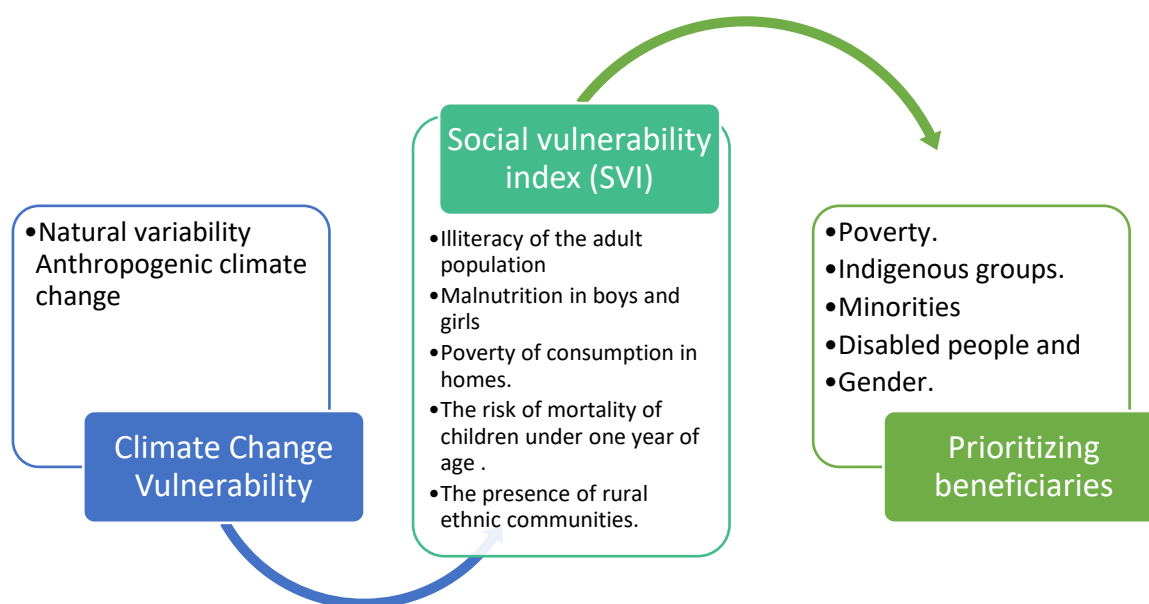 •Natural variability
Anthropogenic climate
change
Climate Change
Vulnerability
Social vulnerability
index (SVI)
•Illiteracy of the adult
population
•Malnutrition in boys and
girls
•Poverty of consumption in
homes.
•The risk of mortality of
children under one year of
age .
•The presence of rural
ethnic communities.
•Poverty.
•Indigenous groups.
•Minorities
•Disabled people and
•Gender.
Prioritizing
beneficiaries